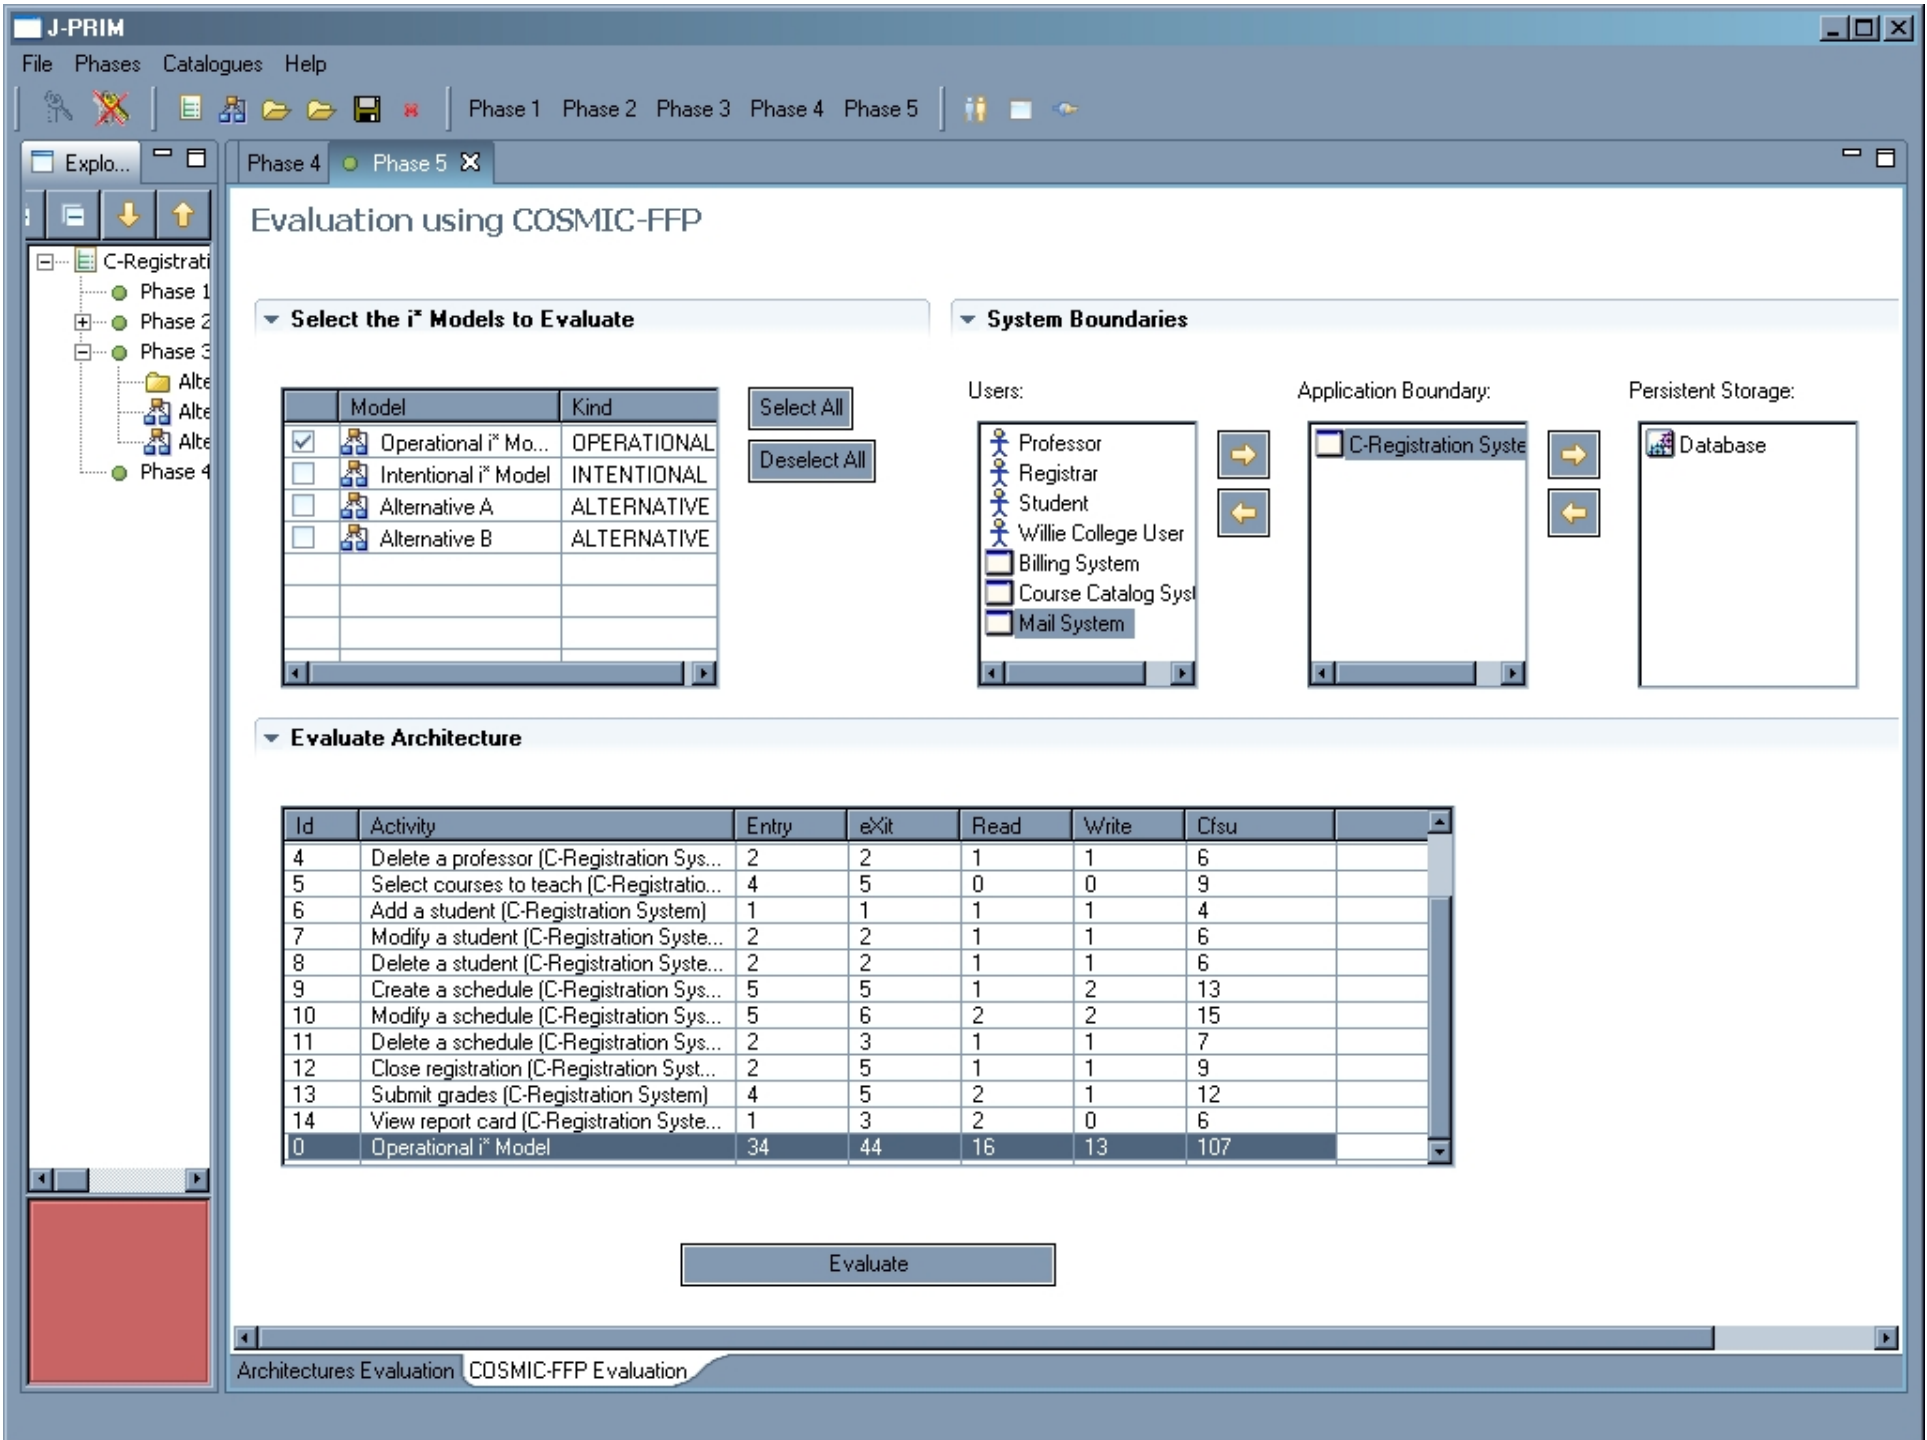 J-PRIM
File Phases Catalogues Help
Phase 1 Phase 2 Phase 3 Phase 4 Phase 5
Explo...
Phase 4 Phase 5
Evaluation using COSMIC-FFP
C-Registrati
Phase 1
Phase 2
Phase 3
Alte
Alte
Alte
Phase 4
Select the i* Models to Evaluate
Model Kind
Operational i* Mo... OPERATIONAL
Intentional i* Model INTENTIONAL
Alternative A ALTERNATIVE
Alternative B ALTERNATIVE
Select All
Deselect All
System Boundaries
Users:
Professor
Registrar
Student
Willie College User
Billing System
Course Catalog Syst
Mail System
Application Boundary:
C-Registration Syste
Persistent Storage:
Database
Evaluate Architecture
Id Activity Entry eXit Read Write Cfsu
4 Delete a professor (C-Registration Sys... 2 2 1 1 6
5 Select courses to teach (C-Registratio... 4 5 0 0 9
6 Add a student (C-Registration System) 1 1 1 1 4
7 Modify a student (C-Registration Syste... 2 2 1 1 6
8 Delete a student (C-Registration Syste... 2 2 1 1 6
9 Create a schedule (C-Registration Sys... 5 5 1 2 13
10 Modify a schedule (C-Registration Sys... 5 6 2 2 15
11 Delete a schedule (C-Registration Sys... 2 3 1 1 7
12 Close registration (C-Registration Syst... 2 5 1 1 9
13 Submit grades (C-Registration System) 4 5 2 1 12
14 View report card (C-Registration Syste... 1 3 2 0 6
0 Operational i* Model 34 44 16 13 107
Evaluate
Architectures Evaluation COSMIC-FFP Evaluation